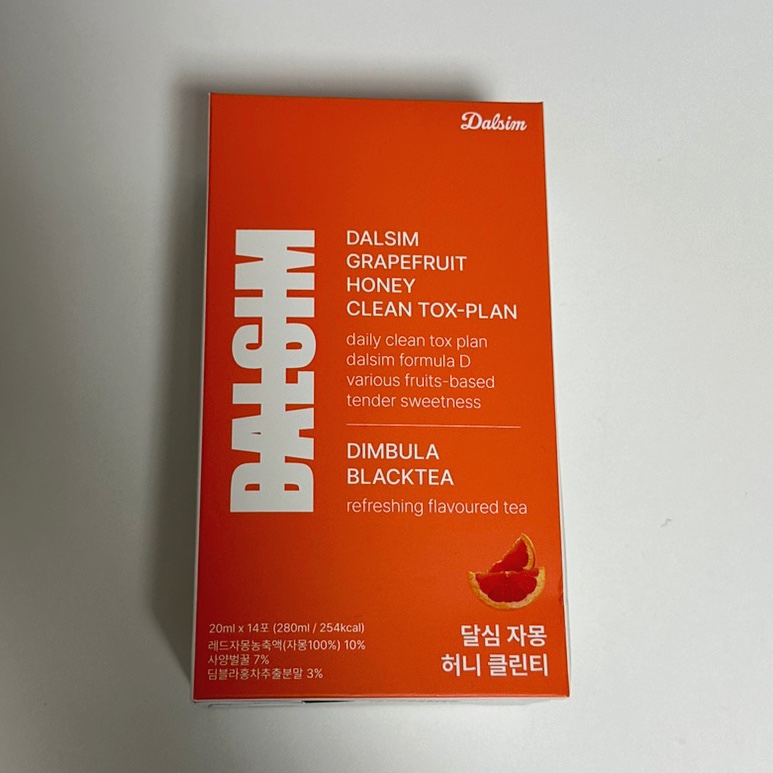 Dalsim
DALSIM
DALSIM
GRAPEFRUIT
HONEY
CLEAN TOX-PLAN
daily clean tox plan
dalsim formula D
various fruits-based
tender sweetness
DIMBULA
BLACKTEA
refreshing flavoured tea
20ml x 14포 (280ml / 254kcal)
레드자몽농축액(자몽100%) 10%
사양벌꿀 7%
딤블라홍차추출분말 3%
달심 자몽
허니 클린티